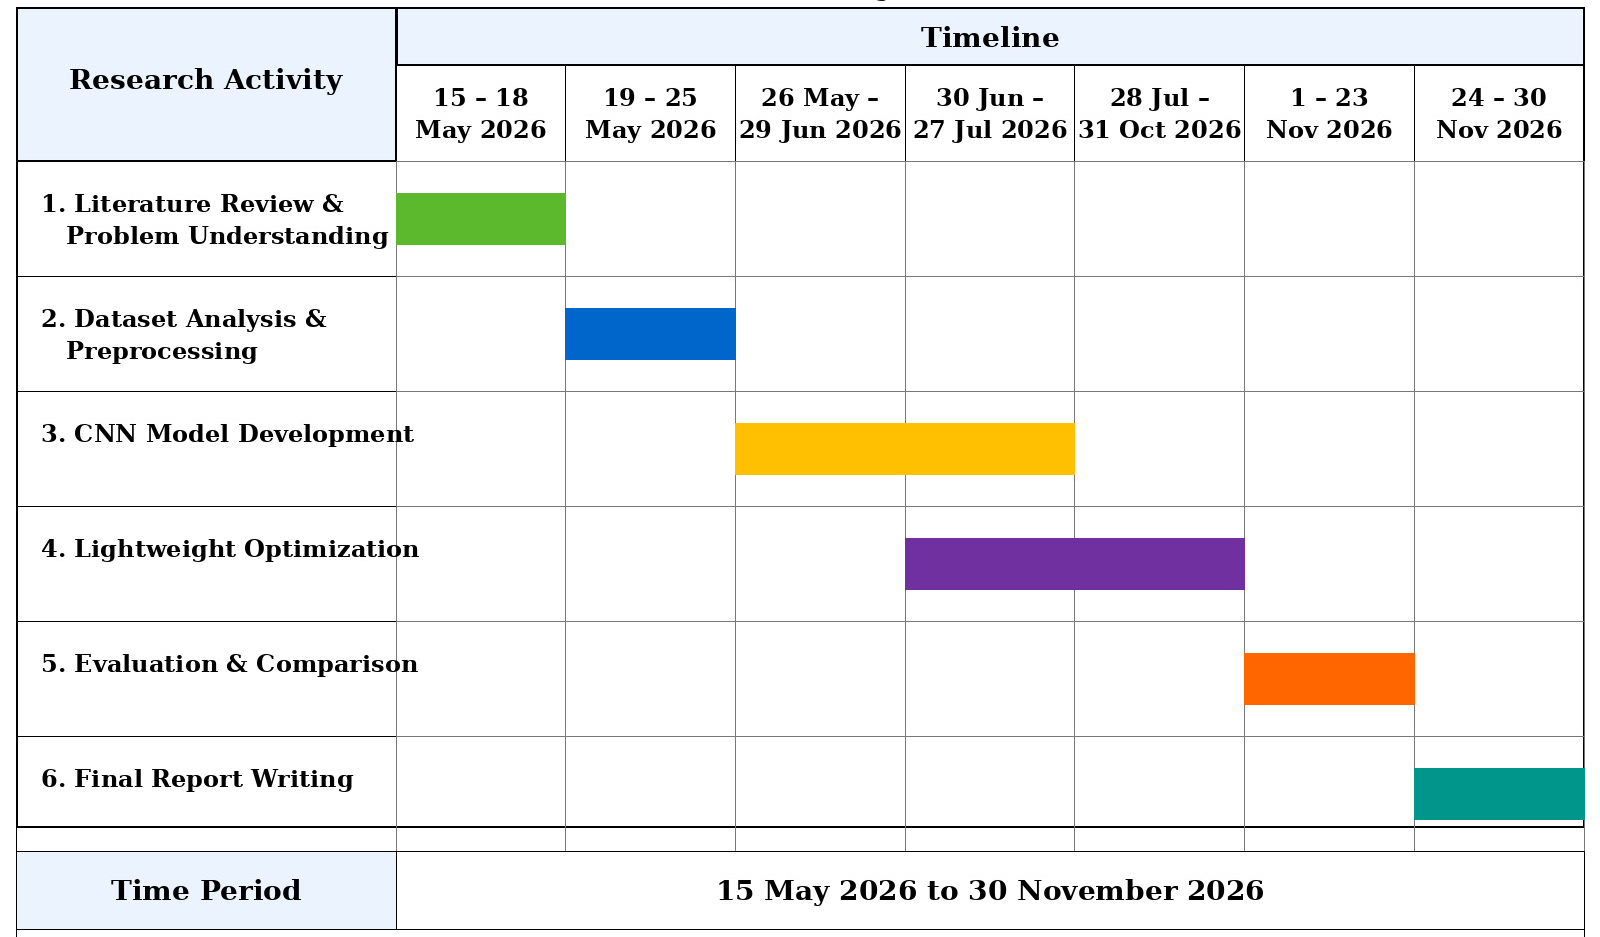 Research Activity
Timeline
15 – 18
May 2026
19 – 25
May 2026
26 May –
29 Jun 2026
30 Jun –
27 Jul 2026
28 Jul –
31 Oct 2026
1 – 23
Nov 2026
24 – 30
Nov 2026
1. Literature Review &
Problem Understanding
2. Dataset Analysis &
Preprocessing
3. CNN Model Development
4. Lightweight Optimization
5. Evaluation & Comparison
6. Final Report Writing
Time Period
15 May 2026 to 30 November 2026